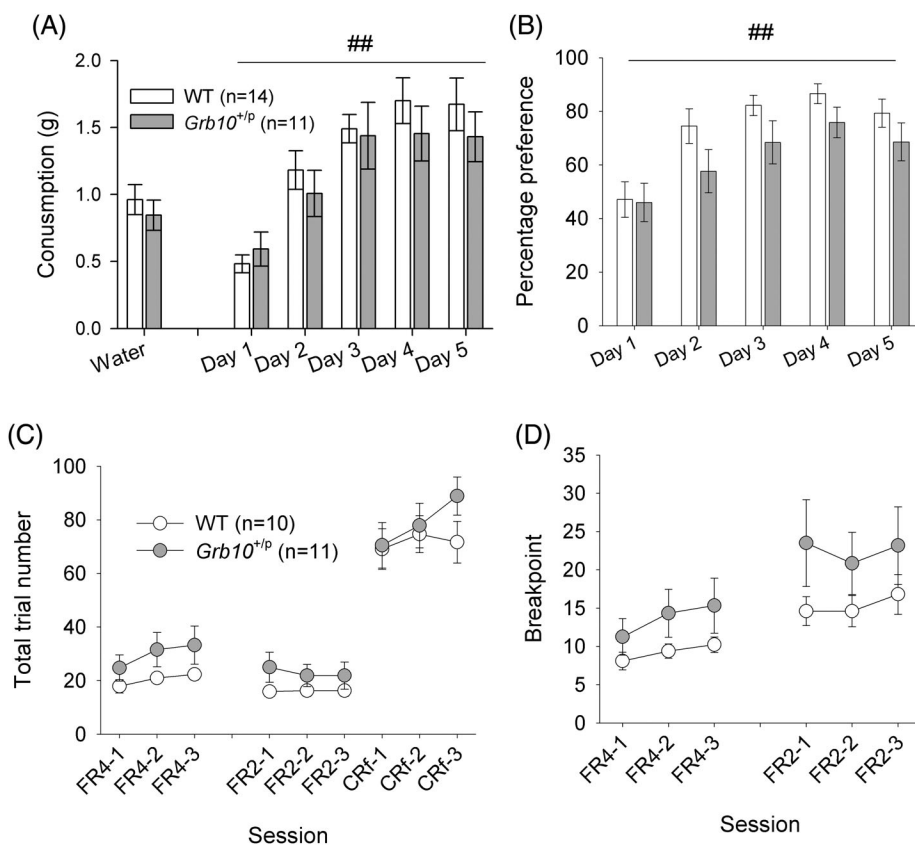 (A)
##
2.0
1.5
1.0
0.5
0.0
Conusmption (g)
WT (n=14)
Grb10+/p (n=11)
Water
Day 1
Day 2
Day 3
Day 4
Day 5
(B)
##
100
80
60
40
20
0
Percentage preference
Day 1
Day 2
Day 3
Day 4
Day 5
(C)
100
80
60
40
20
0
Total trial number
WT (n=10)
Grb10+/p (n=11)
FR4-1
FR4-2
FR4-3
FR2-1
FR2-2
FR2-3
CRf-1
CRf-2
CRf-3
Session
(D)
35
30
25
20
15
10
5
0
Breakpoint
FR4-1
FR4-2
FR4-3
FR2-1
FR2-2
FR2-3
Session